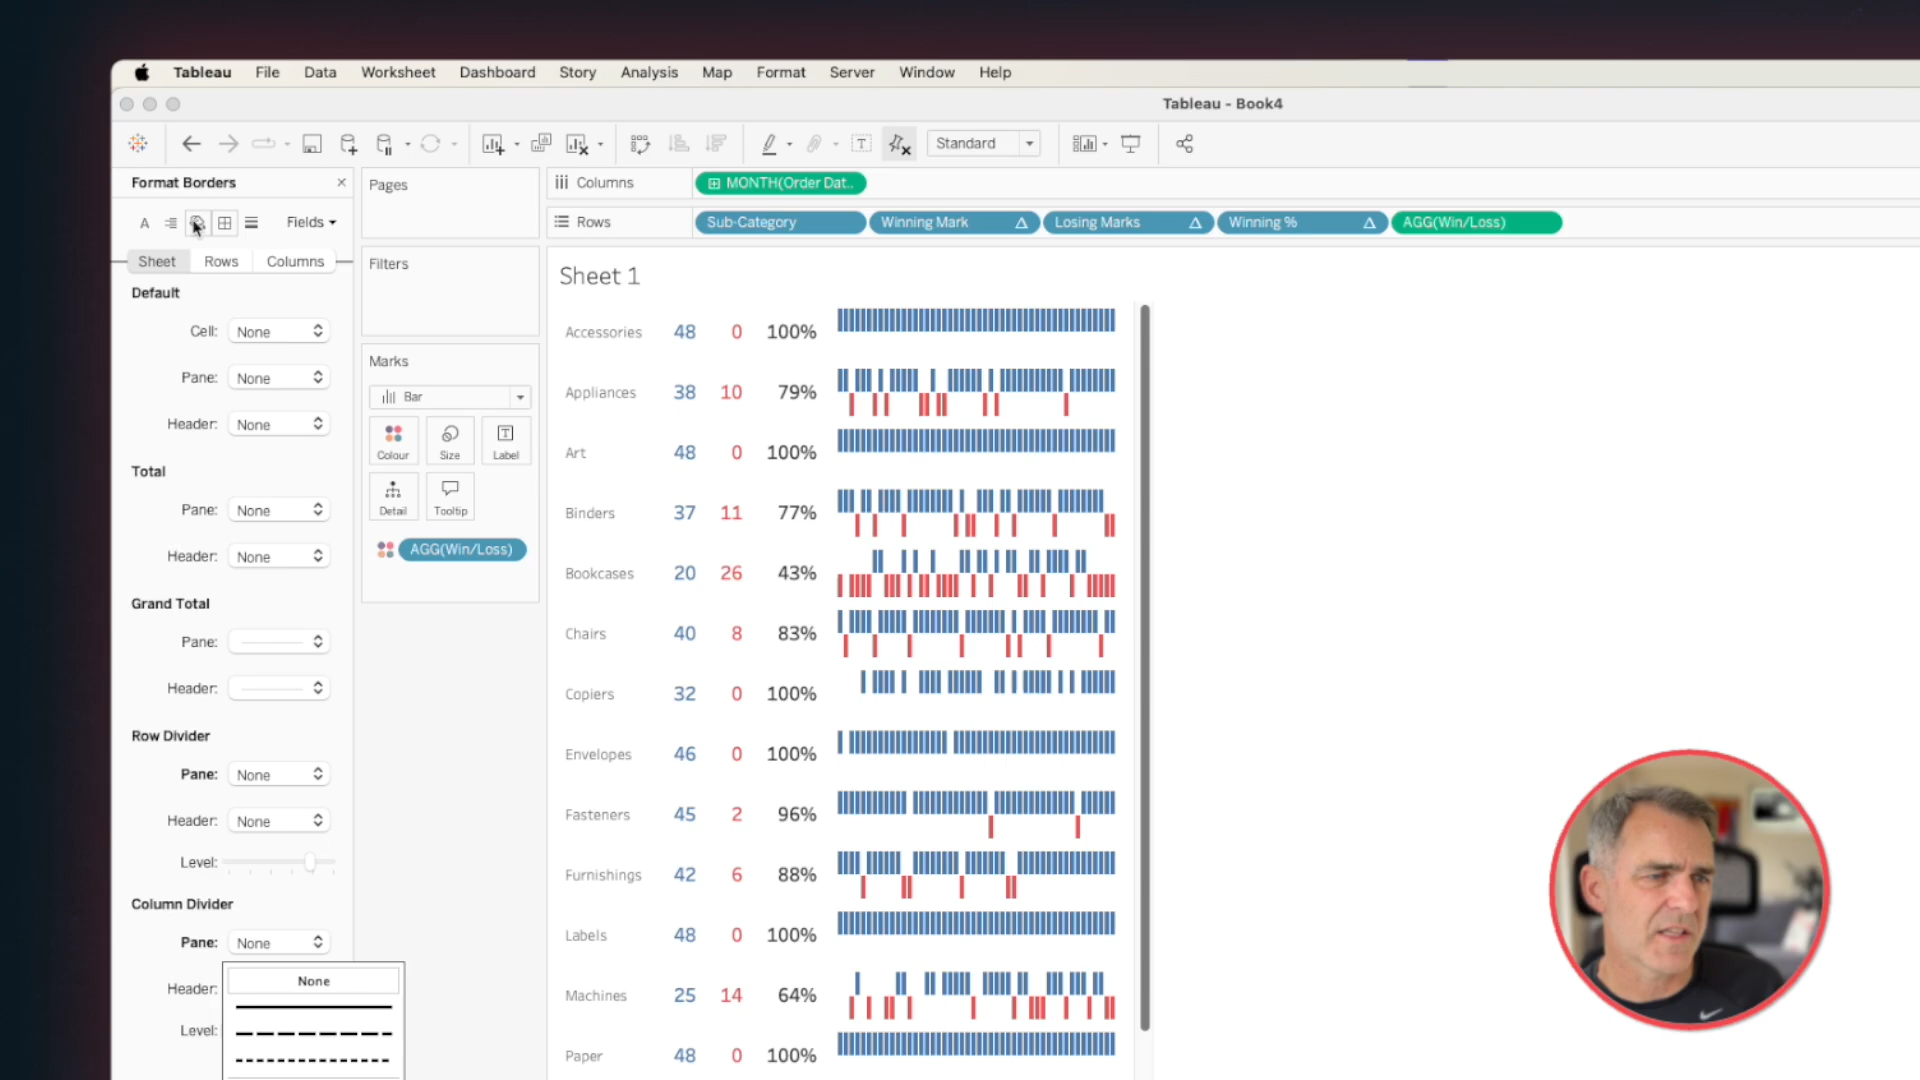 Tableau File Data Worksheet Dashboard Story Analysis Map Format Server Window Help
Tableau - Book4
Standard
Format Borders
Fields
Sheet Rows Columns
Default
Cell: None
Pane: None
Header: None
Total
Pane: None
Header: None
Grand Total
Pane:
Header:
Row Divider
Pane: None
Header: None
Level:
Column Divider
Pane: None
Header:
None
Level:
Pages
Filters
Marks
Bar
Colour Size Label
Detail Tooltip
AGG(Win/Loss)
Columns MONTH(Order Dat..
Rows Sub-Category Winning Mark Losing Marks Winning % AGG(Win/Loss)
Sheet 1
Accessories 48 0 100%
Appliances 38 10 79%
Art 48 0 100%
Binders 37 11 77%
Bookcases 20 26 43%
Chairs 40 8 83%
Copiers 32 0 100%
Envelopes 46 0 100%
Fasteners 45 2 96%
Furnishings 42 6 88%
Labels 48 0 100%
Machines 25 14 64%
Paper 48 0 100%